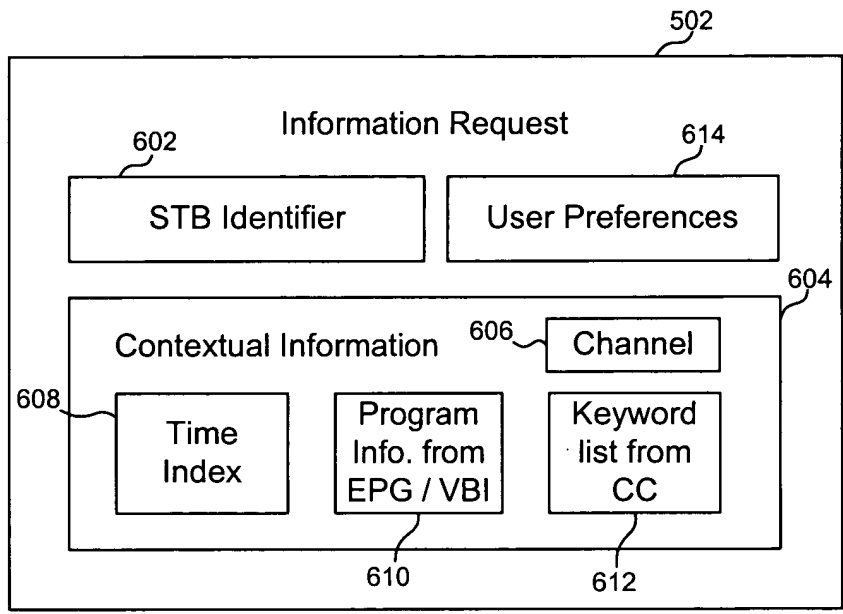 502
Information Request
602
614
STB Identifier
User Preferences
604
Contextual Information
606
Channel
608
Time
Index
Program
Info. from
EPG / VBI
Keyword
list from
CC
610
612